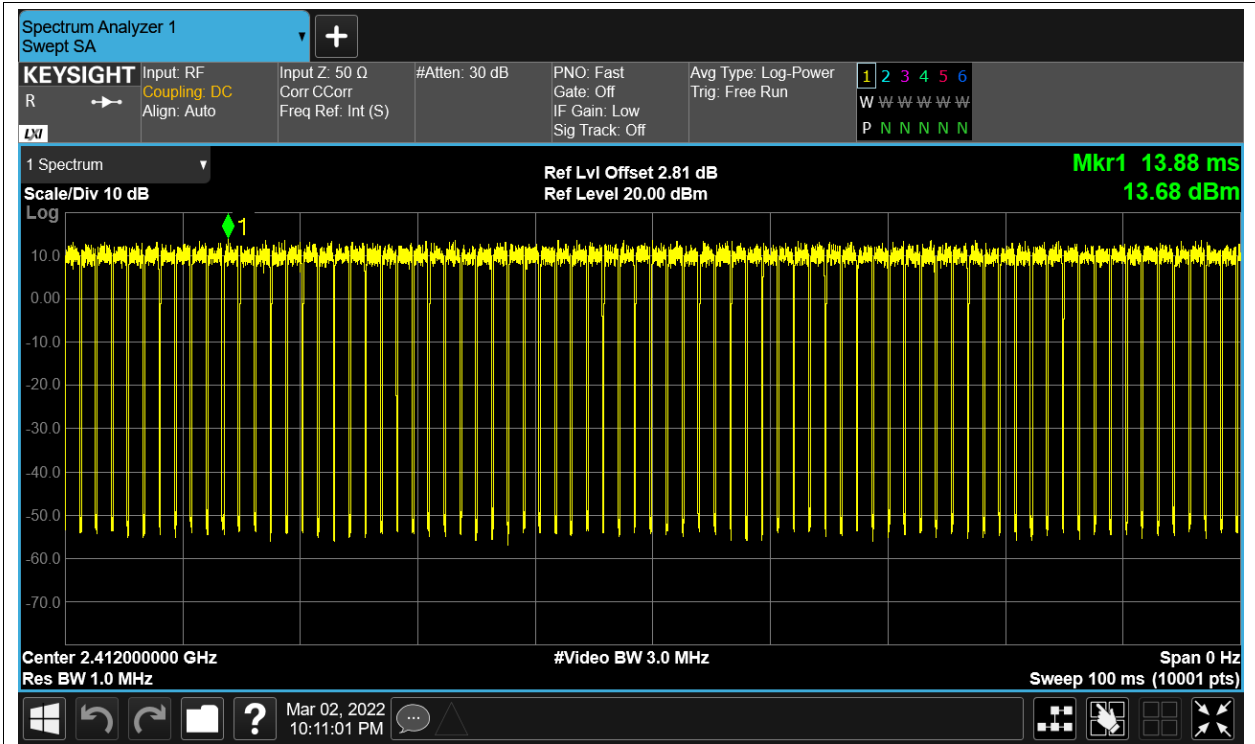 Spectrum Analyzer 1
Swept SA
+
KEYSIGHT
R
LXI
Input: RF
Coupling: DC
Align: Auto
Input Z: 50 Ω
Corr CCorr
Freq Ref: Int (S)
#Atten: 30 dB
PNO: Fast
Gate: Off
IF Gain: Low
Sig Track: Off
Avg Type: Log-Power
Trig: Free Run
1 2 3 4 5 6
W W W W W W
P N N N N N
1 Spectrum
Scale/Div 10 dB
Ref Lvl Offset 2.81 dB
Ref Level 20.00 dBm
Mkr1 13.88 ms
13.68 dBm
Log
1
10.0
0.00
-10.0
-20.0
-30.0
-40.0
-50.0
-60.0
-70.0
Center 2.412000000 GHz
Res BW 1.0 MHz
#Video BW 3.0 MHz
Span 0 Hz
Sweep 100 ms (10001 pts)
?
Mar 02, 2022
10:11:01 PM